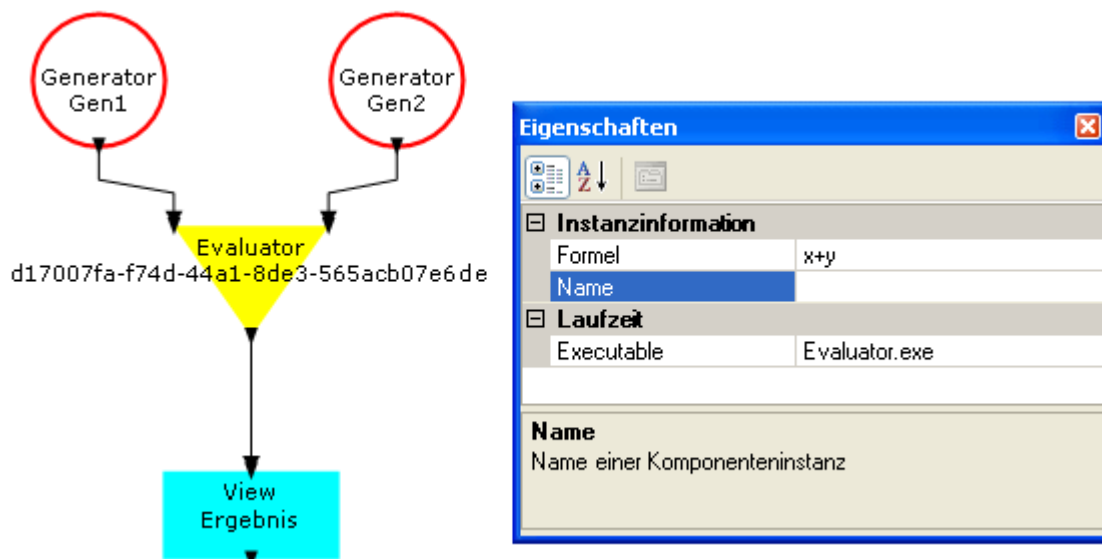 Generator
Gen1
Generator
Gen2
Evaluator
d17007fa-f74d-44a1-8de3-565acb07e6de
View
Ergebnis
Eigenschaften
A
Z
Instanzinformation
Formel x+y
Name
Laufzeit
Executable Evaluator.exe
Name
Name einer Komponenteninstanz